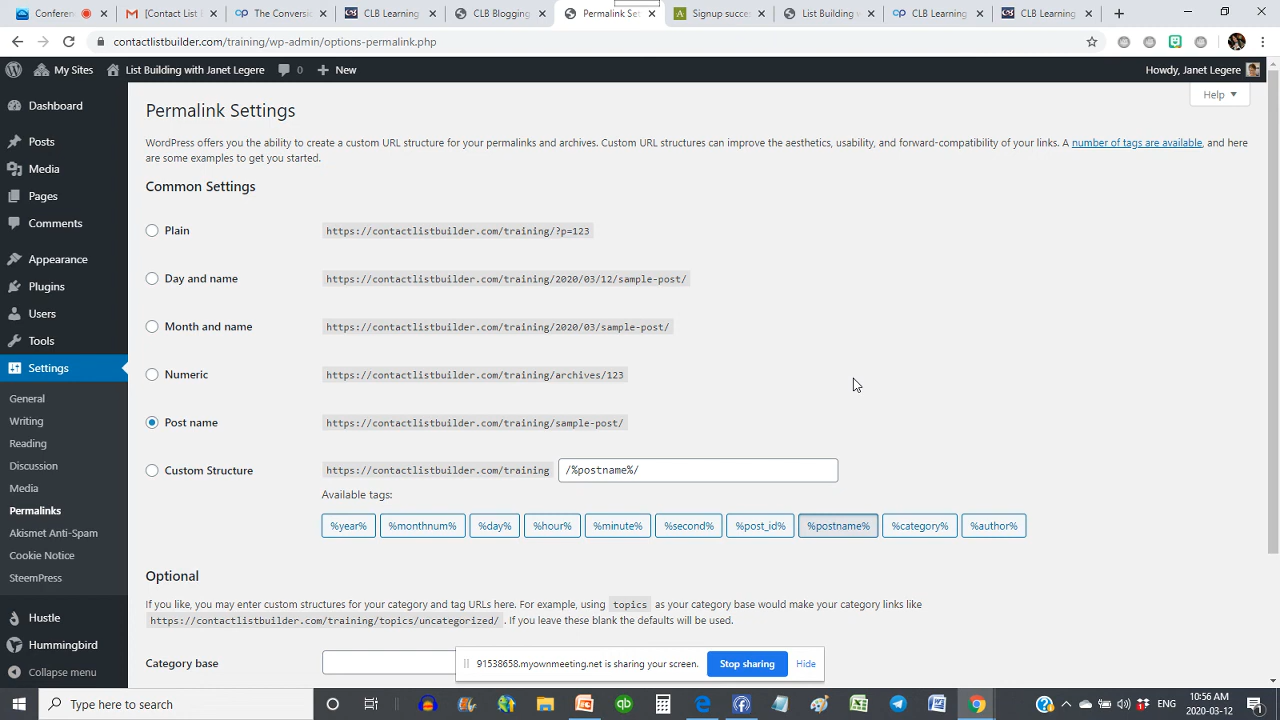 Conferen
[Contact List
The Conversi
CLB Learning
CLB Blogging
Permalink Set
Signup succe
List Building w
CLB Learning
CLB Learning
contactlistbuilder.com/training/wp-admin/options-permalink.php
My Sites
List Building with Janet Legere
0
New
Howdy, Janet Legere
Dashboard
Posts
Media
Pages
Comments
Appearance
Plugins
Users
Tools
Settings
General
Writing
Reading
Discussion
Media
Permalinks
Akismet Anti-Spam
Cookie Notice
SteemPress
Hustle
Hummingbird
Collapse menu
Help
Permalink Settings
WordPress offers you the ability to create a custom URL structure for your permalinks and archives. Custom URL structures can improve the aesthetics, usability, and forward-compatibility of your links. A number of tags are available, and here
are some examples to get you started.
Common Settings
Plain https://contactlistbuilder.com/training/?p=123
Day and name https://contactlistbuilder.com/training/2020/03/12/sample-post/
Month and name https://contactlistbuilder.com/training/2020/03/sample-post/
Numeric https://contactlistbuilder.com/training/archives/123
Post name https://contactlistbuilder.com/training/sample-post/
Custom Structure https://contactlistbuilder.com/training /%postname%/
Available tags:
%year% %monthnum% %day% %hour% %minute% %second% %post_id% %postname% %category% %author%
Optional
If you like, you may enter custom structures for your category and tag URLs here. For example, using topics as your category base would make your category links like
https://contactlistbuilder.com/training/topics/uncategorized/ . If you leave these blank the defaults will be used.
Category base
91538658.myownmeeting.net is sharing your screen. Stop sharing Hide
Type here to search
ENG
10:56 AM
2020-03-12
1